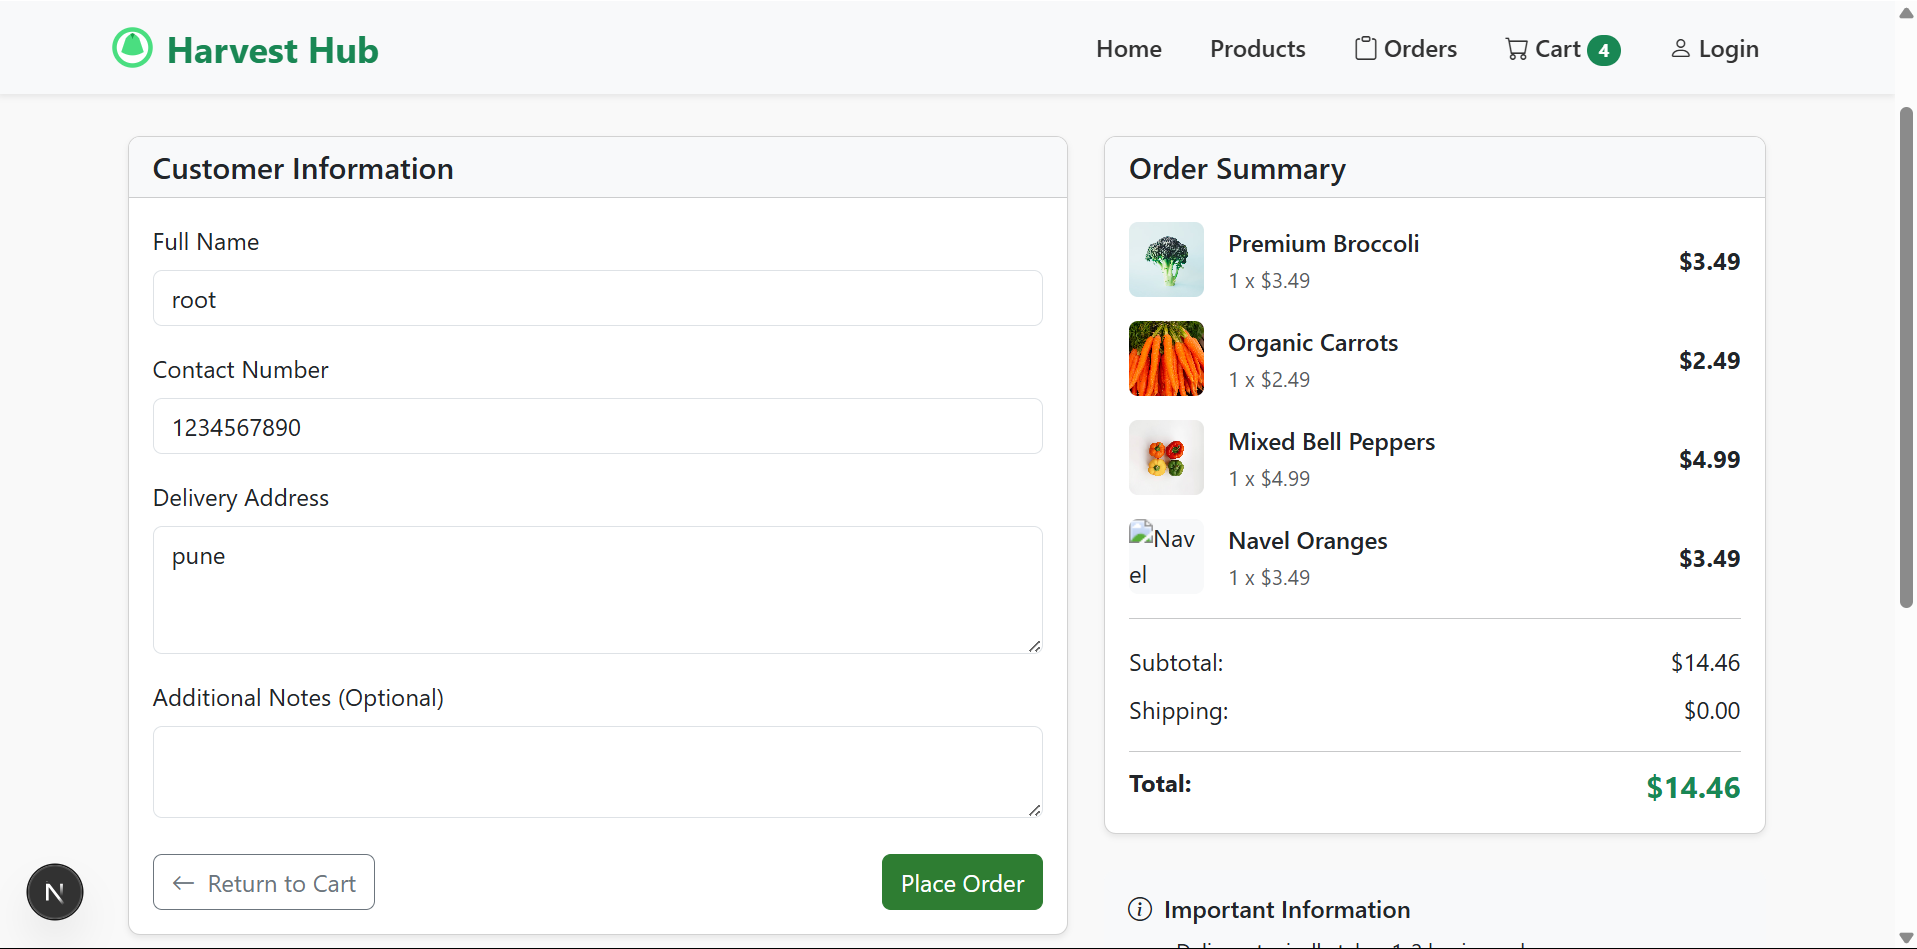 Harvest Hub
Home
Products
Orders
Cart 4
Login
Customer Information
Full Name
root
Contact Number
1234567890
Delivery Address
pune
Additional Notes (Optional)
Return to Cart
Place Order
Order Summary
Premium Broccoli
1 x $3.49
$3.49
Organic Carrots
1 x $2.49
$2.49
Mixed Bell Peppers
1 x $4.99
$4.99
Nav
el
Navel Oranges
1 x $3.49
$3.49
Subtotal:
$14.46
Shipping:
$0.00
Total:
$14.46
Important Information
N